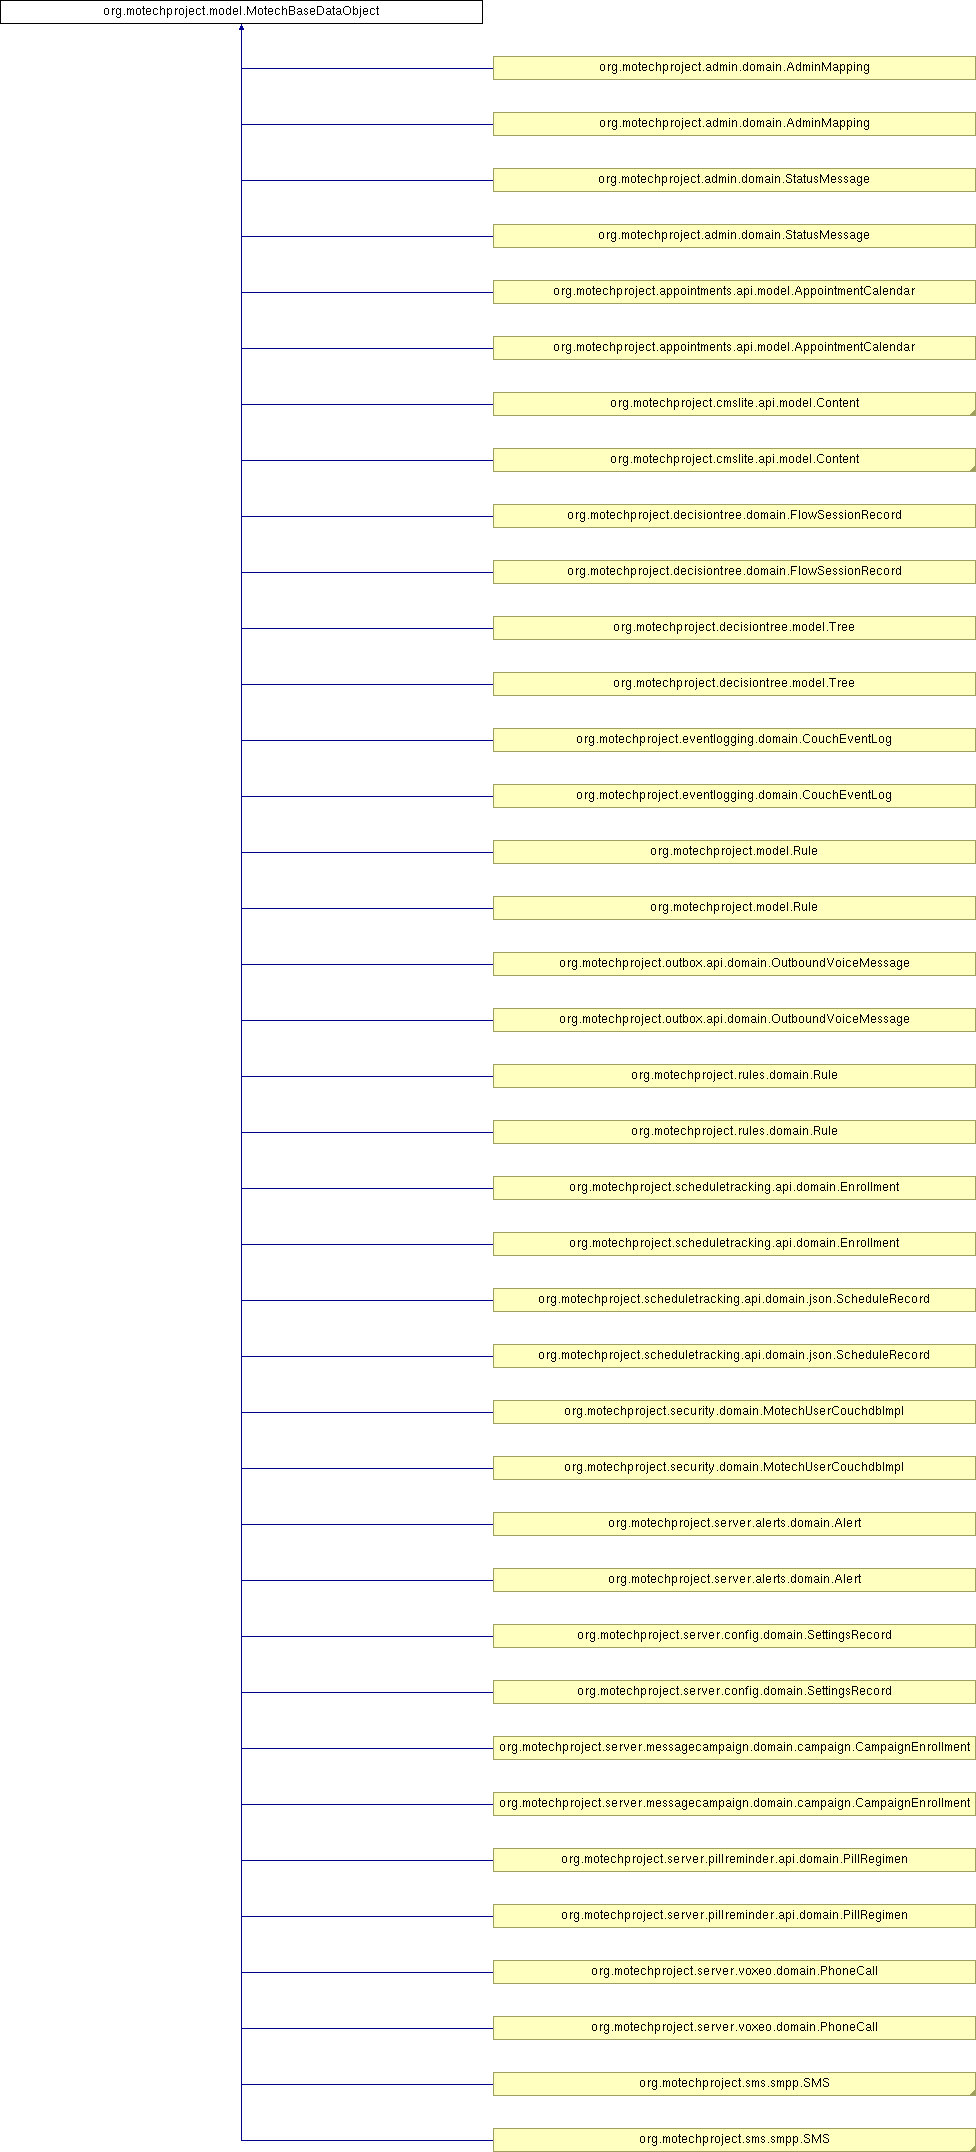 org.motechproject.model.MotechBaseDataObject
org.motechproject.admin.domain.AdminMapping
org.motechproject.admin.domain.AdminMapping
org.motechproject.admin.domain.StatusMessage
org.motechproject.admin.domain.StatusMessage
org.motechproject.appointments.api.model.AppointmentCalendar
org.motechproject.appointments.api.model.AppointmentCalendar
org.motechproject.cmslite.api.model.Content
org.motechproject.cmslite.api.model.Content
org.motechproject.decisiontree.domain.FlowSessionRecord
org.motechproject.decisiontree.domain.FlowSessionRecord
org.motechproject.decisiontree.model.Tree
org.motechproject.decisiontree.model.Tree
org.motechproject.eventlogging.domain.CouchEventLog
org.motechproject.eventlogging.domain.CouchEventLog
org.motechproject.model.Rule
org.motechproject.model.Rule
org.motechproject.outbox.api.domain.OutboundVoiceMessage
org.motechproject.outbox.api.domain.OutboundVoiceMessage
org.motechproject.rules.domain.Rule
org.motechproject.rules.domain.Rule
org.motechproject.scheduletracking.api.domain.Enrollment
org.motechproject.scheduletracking.api.domain.Enrollment
org.motechproject.scheduletracking.api.domain.json.ScheduleRecord
org.motechproject.scheduletracking.api.domain.json.ScheduleRecord
org.motechproject.security.domain.MotechUserCouchdbImpl
org.motechproject.security.domain.MotechUserCouchdbImpl
org.motechproject.server.alerts.domain.Alert
org.motechproject.server.alerts.domain.Alert
org.motechproject.server.config.domain.SettingsRecord
org.motechproject.server.config.domain.SettingsRecord
org.motechproject.server.messagecampaign.domain.campaign.CampaignEnrollment
org.motechproject.server.messagecampaign.domain.campaign.CampaignEnrollment
org.motechproject.server.pillreminder.api.domain.PillRegimen
org.motechproject.server.pillreminder.api.domain.PillRegimen
org.motechproject.server.voxeo.domain.PhoneCall
org.motechproject.server.voxeo.domain.PhoneCall
org.motechproject.sms.smpp.SMS
org.motechproject.sms.smpp.SMS